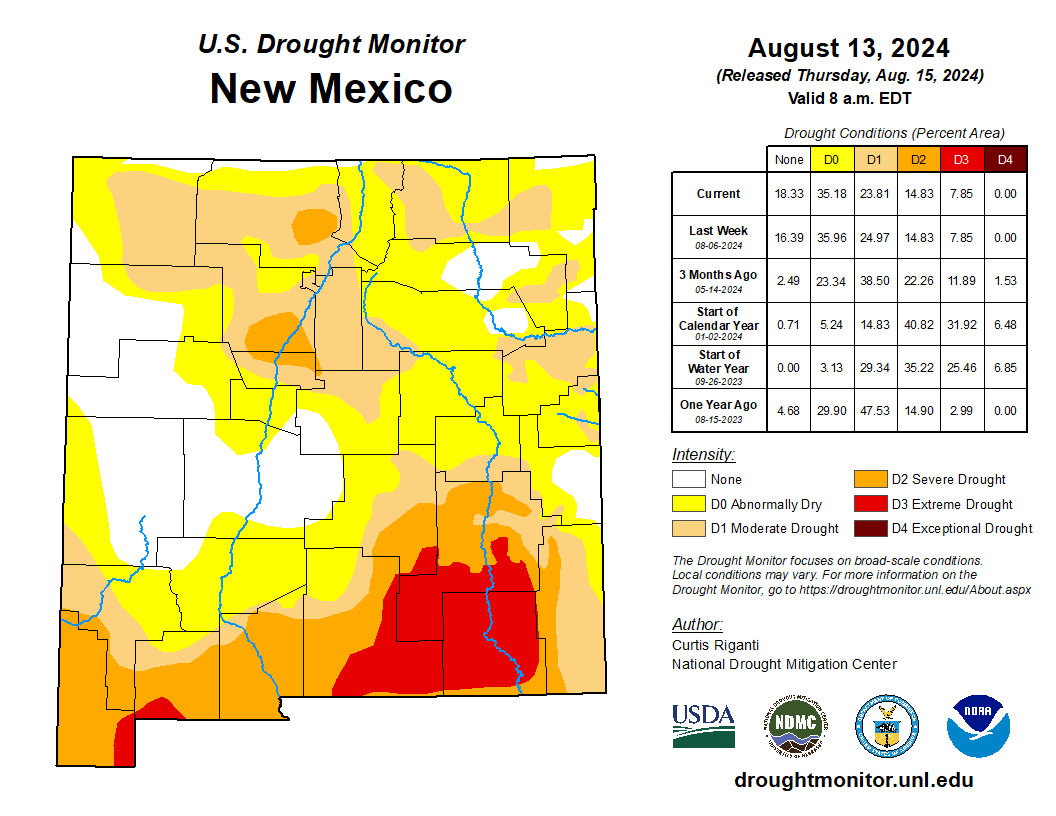 U.S. Drought Monitor
New Mexico
August 13, 2024
(Released Thursday, Aug. 15, 2024)
Valid 8 a.m. EDT
Drought Conditions (Percent Area)
None D0 D1 D2 D3 D4
Current 18.33 35.18 23.81 14.83 7.85 0.00
Last Week
08-06-2024
16.39 35.96 24.97 14.83 7.85 0.00
3 Months Ago
05-14-2024
2.49 23.34 38.50 22.26 11.89 1.53
Start of
Calendar Year
01-02-2024
0.71 5.24 14.83 40.82 31.92 6.48
Start of
Water Year
09-26-2023
0.00 3.13 29.34 35.22 25.46 6.85
One Year Ago
08-15-2023
4.68 29.90 47.53 14.90 2.99 0.00
Intensity:
None
D0 Abnormally Dry
D1 Moderate Drought
D2 Severe Drought
D3 Extreme Drought
D4 Exceptional Drought
The Drought Monitor focuses on broad-scale conditions.
Local conditions may vary. For more information on the
Drought Monitor, go to https://droughtmonitor.unl.edu/About.aspx
Author:
Curtis Riganti
National Drought Mitigation Center
USDA
NDMC
NOAA
droughtmonitor.unl.edu